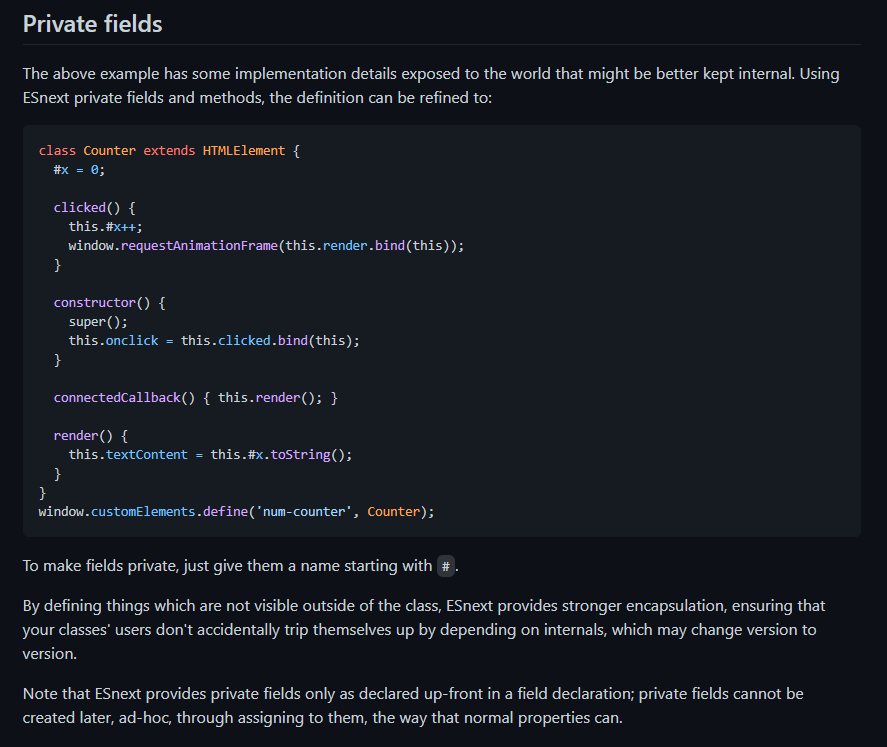 Private fields
The above example has some implementation details exposed to the world that might be better kept internal. Using
ESnext private fields and methods, the definition can be refined to:
class Counter extends HTMLElement {
  #x = 0;

  clicked() {
    this.#x++;
    window.requestAnimationFrame(this.render.bind(this));
  }

  constructor() {
    super();
    this.onclick = this.clicked.bind(this);
  }

  connectedCallback() { this.render(); }

  render() {
    this.textContent = this.#x.toString();
  }
}
window.customElements.define('num-counter', Counter);
To make fields private, just give them a name starting with #.
By defining things which are not visible outside of the class, ESnext provides stronger encapsulation, ensuring that
your classes' users don't accidentally trip themselves up by depending on internals, which may change version to
version.
Note that ESnext provides private fields only as declared up-front in a field declaration; private fields cannot be
created later, ad-hoc, through assigning to them, the way that normal properties can.